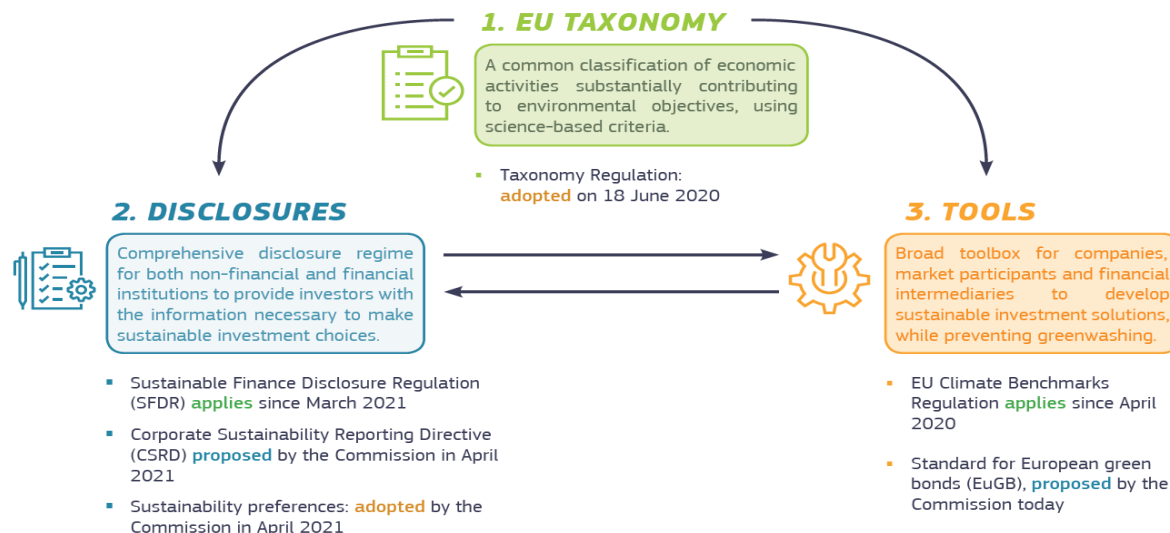 1. EU TAXONOMY
A common classification of economic
activities substantially contributing
to environmental objectives, using
science-based criteria.
▪ Taxonomy Regulation:
adopted on 18 June 2020
2. DISCLOSURES
Comprehensive disclosure regime
for both non-financial and financial
institutions to provide investors with
the information necessary to make
sustainable investment choices.
▪ Sustainable Finance Disclosure Regulation
(SFDR) applies since March 2021
▪ Corporate Sustainability Reporting Directive
(CSRD) proposed by the Commission in April
2021
▪ Sustainability preferences: adopted by the
Commission in April 2021
3. TOOLS
Broad toolbox for companies,
market participants and financial
intermediaries to develop
sustainable investment solutions,
while preventing greenwashing.
▪ EU Climate Benchmarks
Regulation applies since April
2020
▪ Standard for European green
bonds (EuGB), proposed by the
Commission today